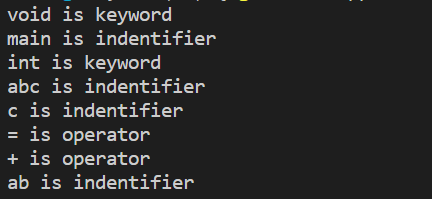 void is keyword
main is indentifier
int is keyword
abc is indentifier
c is indentifier
= is operator
+ is operator
ab is indentifier